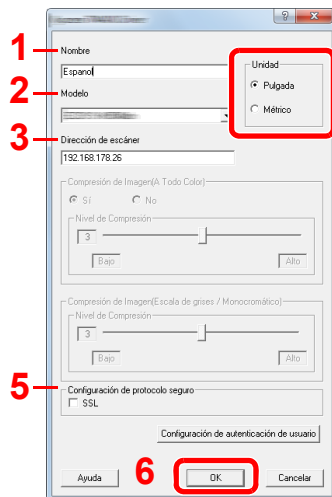 1
Nombre
Espanol
Unidad
Pulgada
Métrico
2
Modelo
3
Dirección de escáner
192.168.178.26
Compresión de Imagen(A Todo Color)
Sí No
Nivel de Compresión
3
Bajo Alto
Compresión de Imagen(Escala de grises / Monocromático)
Nivel de Compresión
3
Bajo Alto
5
Configuración de protocolo seguro
SSL
Configuración de autenticación de usuario
Ayuda 6 OK Cancelar